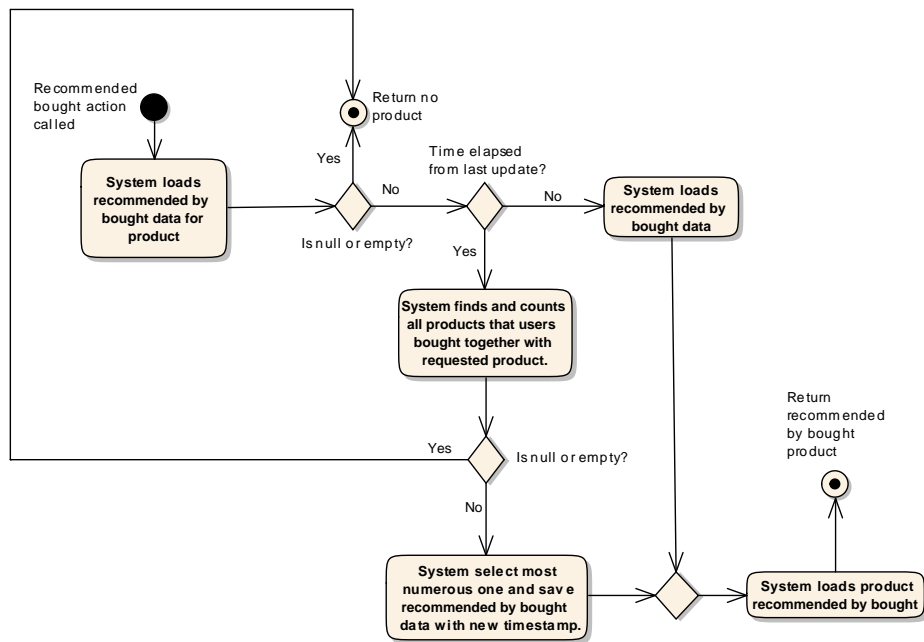 Recommended
bought action
called
System loads
recommended by
bought data for
product
Return no
product
Yes
Is null or empty?
No
Time elapsed
from last update?
No
System loads
recommended by
bought data
Yes
System finds and counts
all products that users
bought together with
requested product.
Yes
Is null or empty?
No
System select most
numerous one and save
recommended by bought
data with new timestamp.
Return
recommended
by bought
product
System loads product
recommended by bought